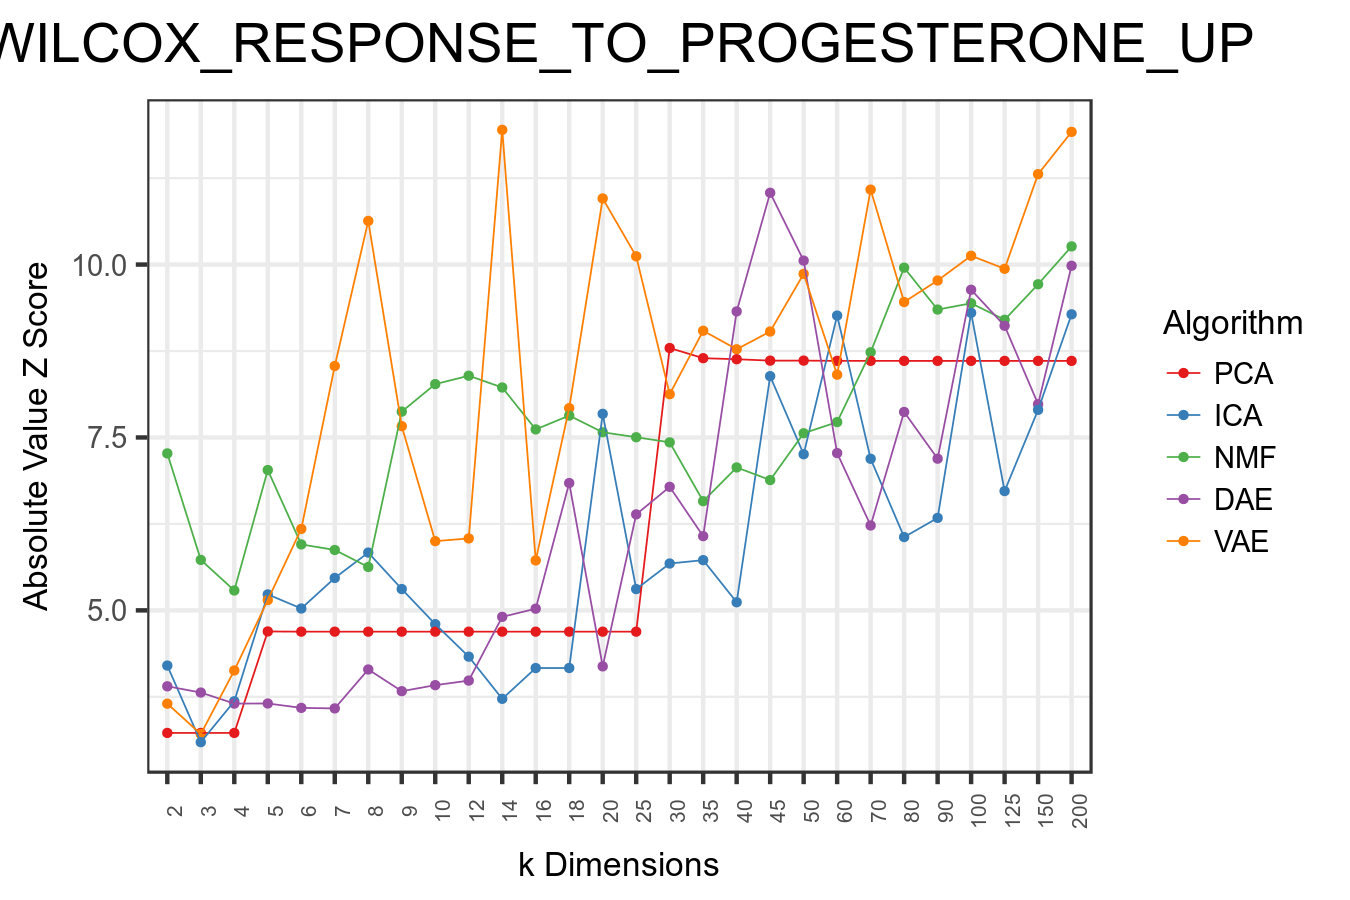 WILCOX_RESPONSE_TO_PROGESTERONE_UP
Absolute Value Z Score
10.0
7.5
5.0
2 3 4 5 6 7 8 9 10 12 14 16 18 20 25 30 35 40 45 50 60 70 80 90 100 125 150 200
k Dimensions
Algorithm
PCA
ICA
NMF
DAE
VAE